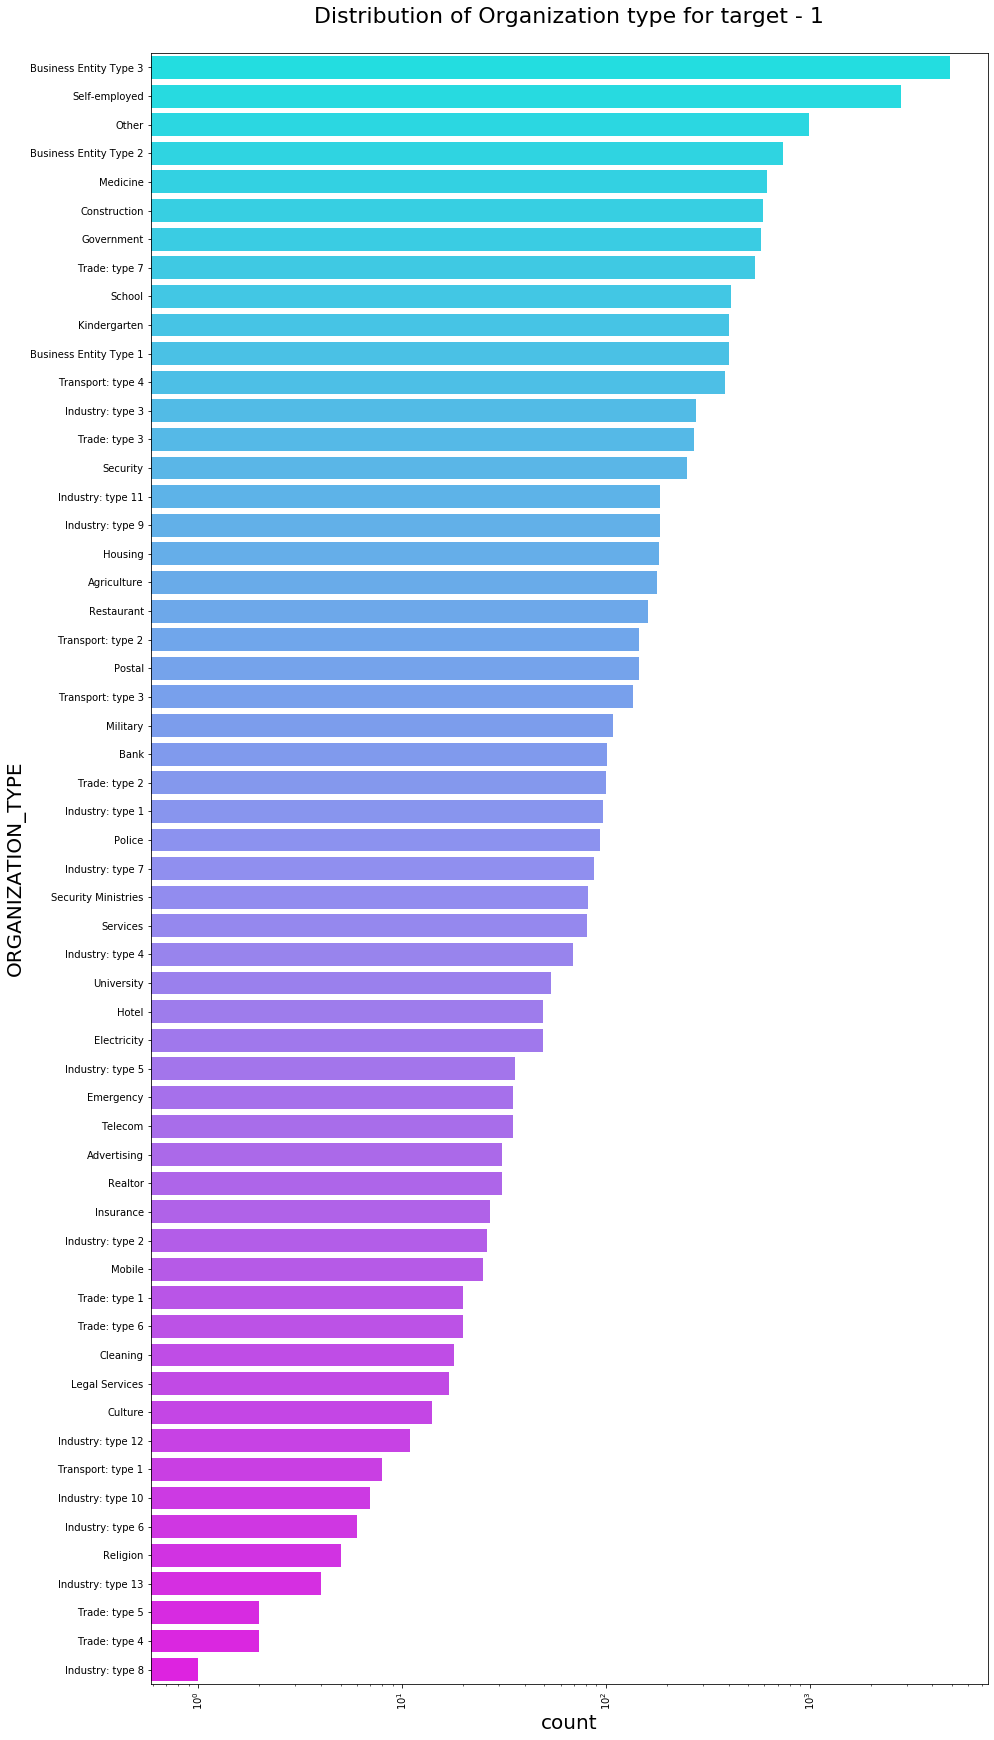 Distribution of Organization type for target - 1
Business Entity Type 3
Self-employed
Other
Business Entity Type 2
Medicine
Construction
Government
Trade: type 7
School
Kindergarten
Business Entity Type 1
Transport: type 4
Industry: type 3
Trade: type 3
Security
Industry: type 11
Industry: type 9
Housing
Agriculture
Restaurant
Transport: type 2
Postal
Transport: type 3
Military
Bank
Trade: type 2
Industry: type 1
Police
Industry: type 7
Security Ministries
Services
Industry: type 4
University
Hotel
Electricity
Industry: type 5
Emergency
Telecom
Advertising
Realtor
Insurance
Industry: type 2
Mobile
Trade: type 1
Trade: type 6
Cleaning
Legal Services
Culture
Industry: type 12
Transport: type 1
Industry: type 10
Industry: type 6
Religion
Industry: type 13
Trade: type 5
Trade: type 4
Industry: type 8
ORGANIZATION_TYPE
10⁰
10¹
10²
10³
count